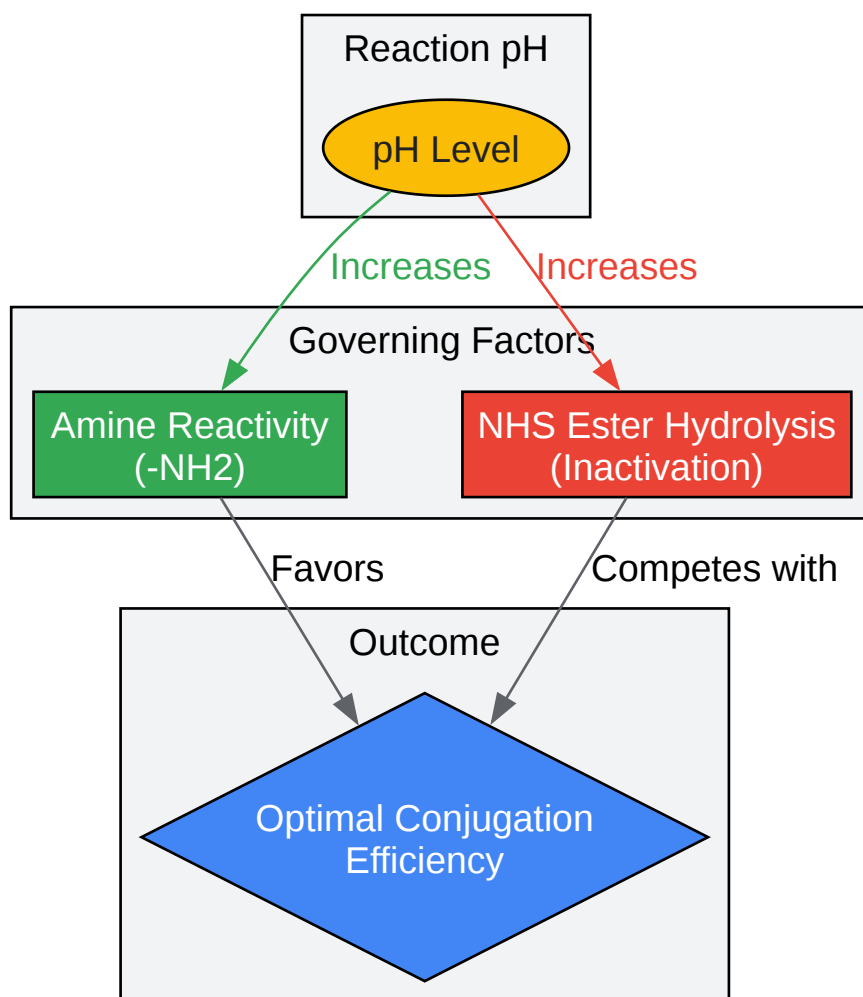 Reaction pH
pH Level
Increases
Increases
Governing Factors
Amine Reactivity
(-NH2)
NHS Ester Hydrolysis
(Inactivation)
Favors
Competes with
Outcome
Optimal Conjugation
Efficiency